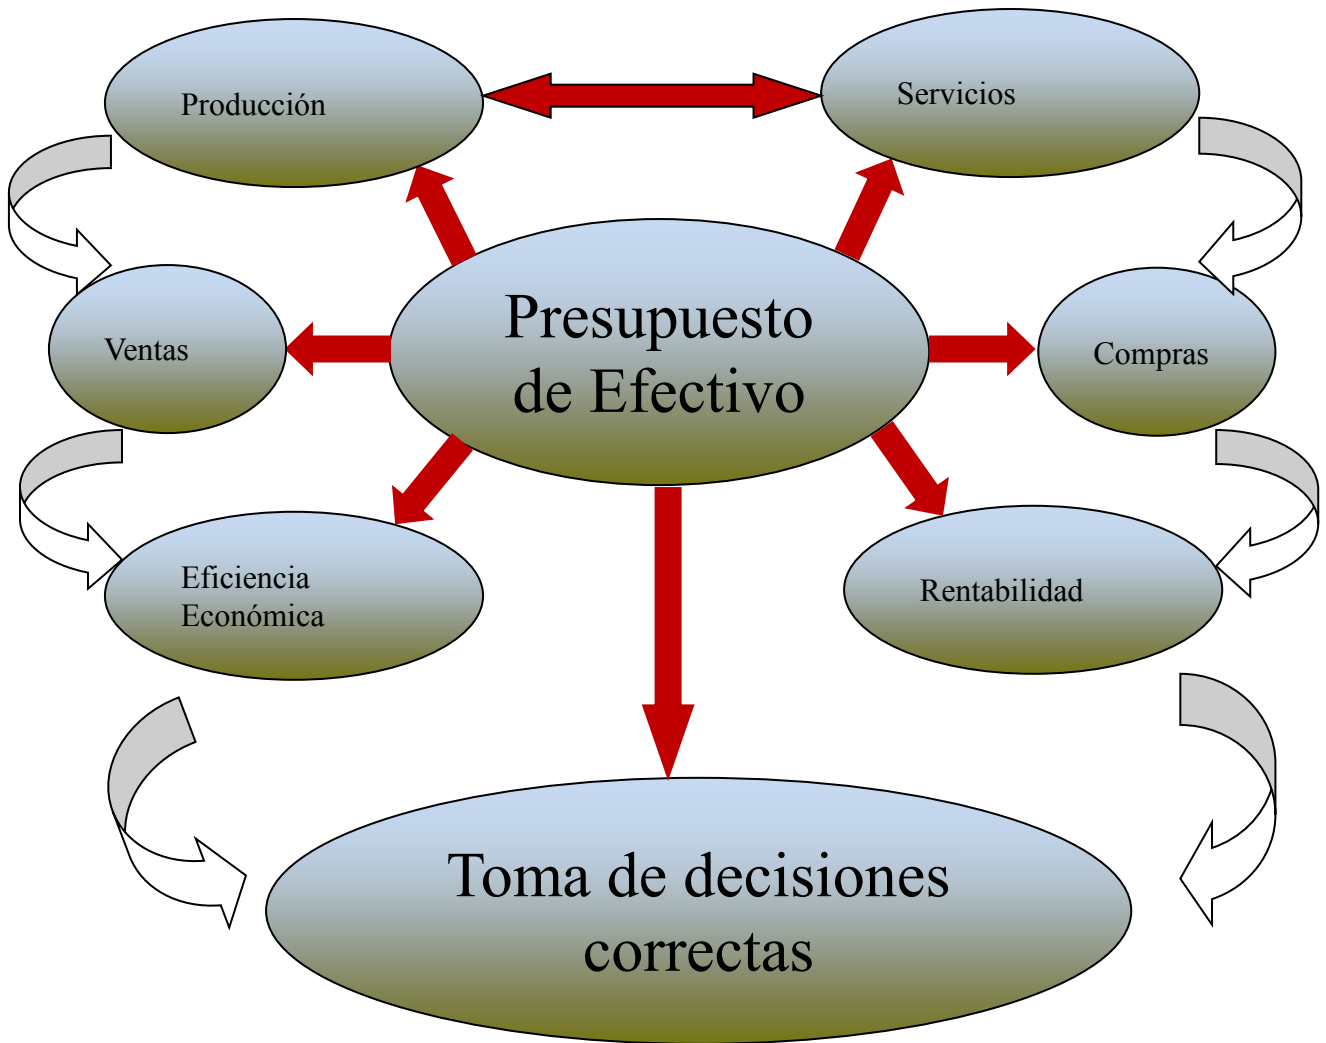 Producción
Servicios
Presupuesto
de Efectivo
Ventas
Compras
Eficiencia
Económica
Rentabilidad
Toma de decisiones
correctas